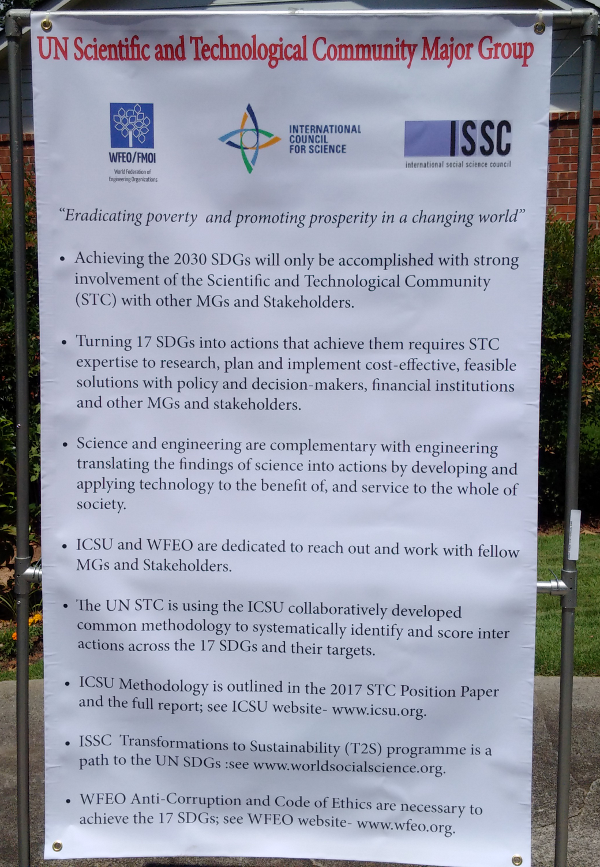 UN Scientific and Technological Community Major Group
WFEO/FMOI
World Federation of
Engineering Organizations
INTERNATIONAL
COUNCIL
FOR SCIENCE
ISSC
international social science council
"Eradicating poverty and promoting prosperity in a changing world"
• Achieving the 2030 SDGs will only be accomplished with strong
involvement of the Scientific and Technological Community
(STC) with other MGs and Stakeholders.
• Turning 17 SDGs into actions that achieve them requires STC
expertise to research, plan and implement cost-effective, feasible
solutions with policy and decision-makers, financial institutions
and other MGs and stakeholders.
• Science and engineering are complementary with engineering
translating the findings of science into actions by developing and
applying technology to the benefit of, and service to the whole of
society.
• ICSU and WFEO are dedicated to reach out and work with fellow
MGs and Stakeholders.
• The UN STC is using the ICSU collaboratively developed
common methodology to systematically identify and score inter
actions across the 17 SDGs and their targets.
• ICSU Methodology is outlined in the 2017 STC Position Paper
and the full report; see ICSU website- www.icsu.org.
• ISSC Transformations to Sustainability (T2S) programme is a
path to the UN SDGs :see www.worldsocialscience.org.
• WFEO Anti-Corruption and Code of Ethics are necessary to
achieve the 17 SDGs; see WFEO website- www.wfeo.org.